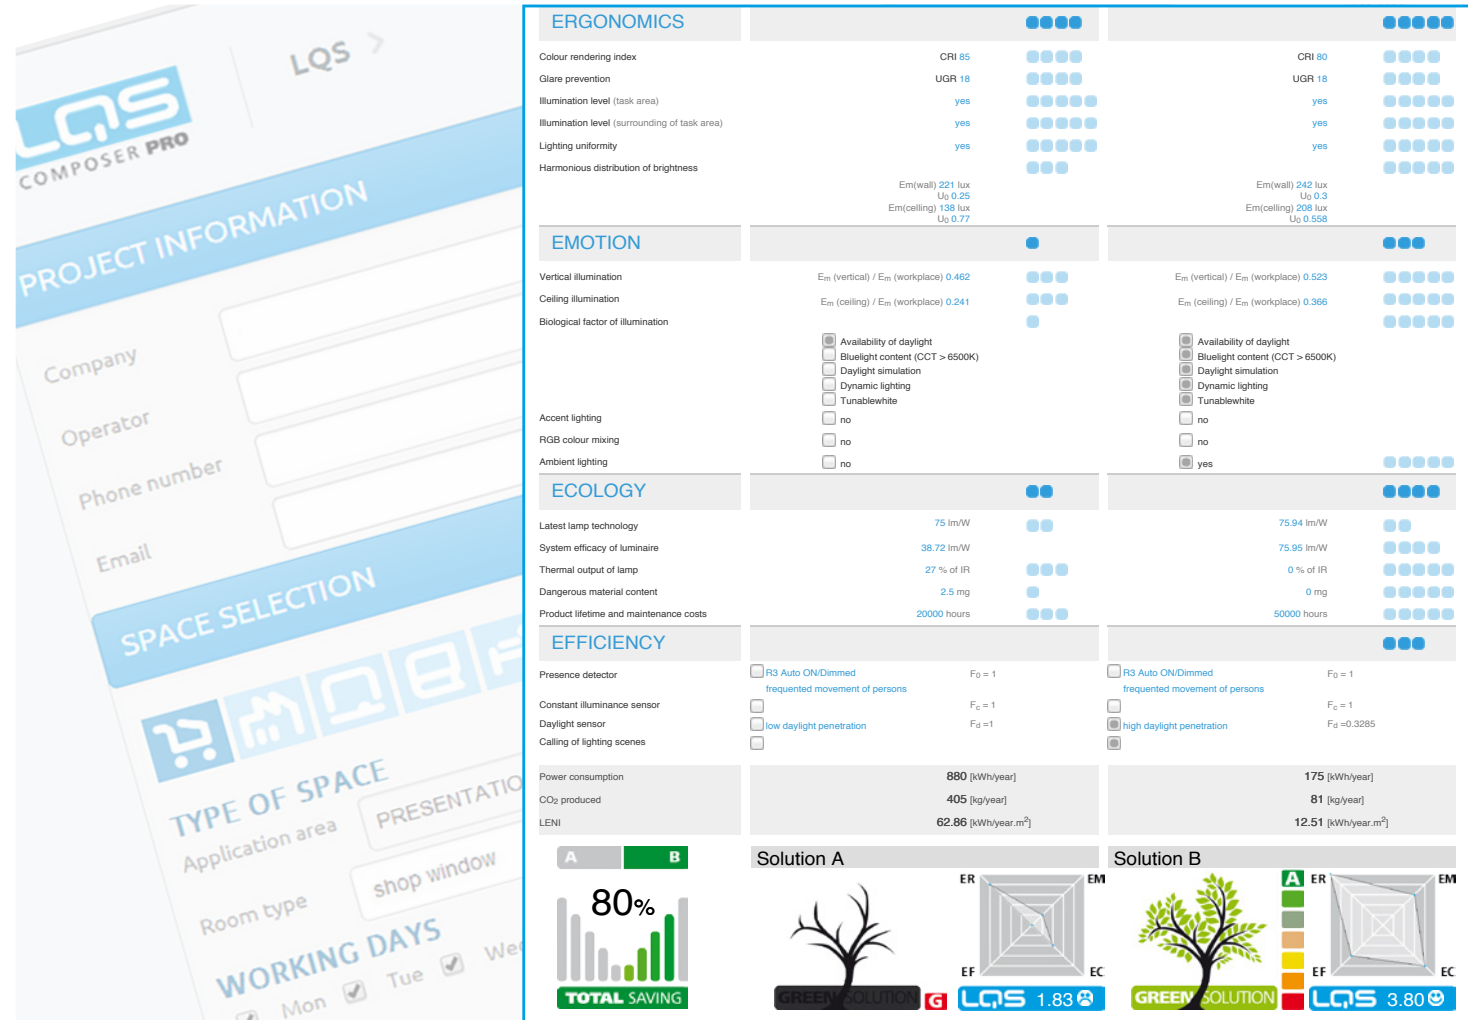 LQS >
LQS
COMPOSER PRO
PROJECT INFORMATION
Company
Operator
Phone number
Email
SPACE SELECTION
TYPE OF SPACE
Application area PRESENTATIO
Room type shop window
WORKING DAYS
Mon Tue Wed
ERGONOMICS
Colour rendering index CRI 85 CRI 80
Glare prevention UGR 18 UGR 18
Illumination level (task area) yes yes
Illumination level (surrounding of task area) yes yes
Lighting uniformity yes yes
Harmonious distribution of brightness
Em(wall) 221 lux Em(wall) 242 lux
U0 0.25 U0 0.3
Em(celling) 138 lux Em(celling) 208 lux
U0 0.77 U0 0.558
EMOTION
Vertical illumination Em (vertical) / Em (workplace) 0.462 Em (vertical) / Em (workplace) 0.523
Ceiling illumination Em (ceiling) / Em (workplace) 0.241 Em (ceiling) / Em (workplace) 0.366
Biological factor of illumination
Availability of daylight Availability of daylight
Bluelight content (CCT > 6500K) Bluelight content (CCT > 6500K)
Daylight simulation Daylight simulation
Dynamic lighting Dynamic lighting
Tunablewhite Tunablewhite
Accent lighting no no
RGB colour mixing no no
Ambient lighting no yes
ECOLOGY
Latest lamp technology 75 lm/W 75.94 lm/W
System efficacy of luminaire 38.72 lm/W 75.95 lm/W
Thermal output of lamp 27 % of IR 0 % of IR
Dangerous material content 2.5 mg 0 mg
Product lifetime and maintenance costs 20000 hours 50000 hours
EFFICIENCY
Presence detector R3 Auto ON/Dimmed F0 = 1 R3 Auto ON/Dimmed F0 = 1
frequented movement of persons frequented movement of persons
Constant illuminance sensor Fc = 1 Fc = 1
Daylight sensor low daylight penetration Fd =1 high daylight penetration Fd =0.3285
Calling of lighting scenes
Power consumption 880 [kWh/year] 175 [kWh/year]
CO2 produced 405 [kg/year] 81 [kg/year]
LENI 62.86 [kWh/year.m2] 12.51 [kWh/year.m2]
A B
80%
TOTAL SAVING
Solution A
ER EM
EF EC
GREEN SOLUTION G
LQS 1.83
Solution B
A ER EM
EF EC
GREEN SOLUTION
LQS 3.80